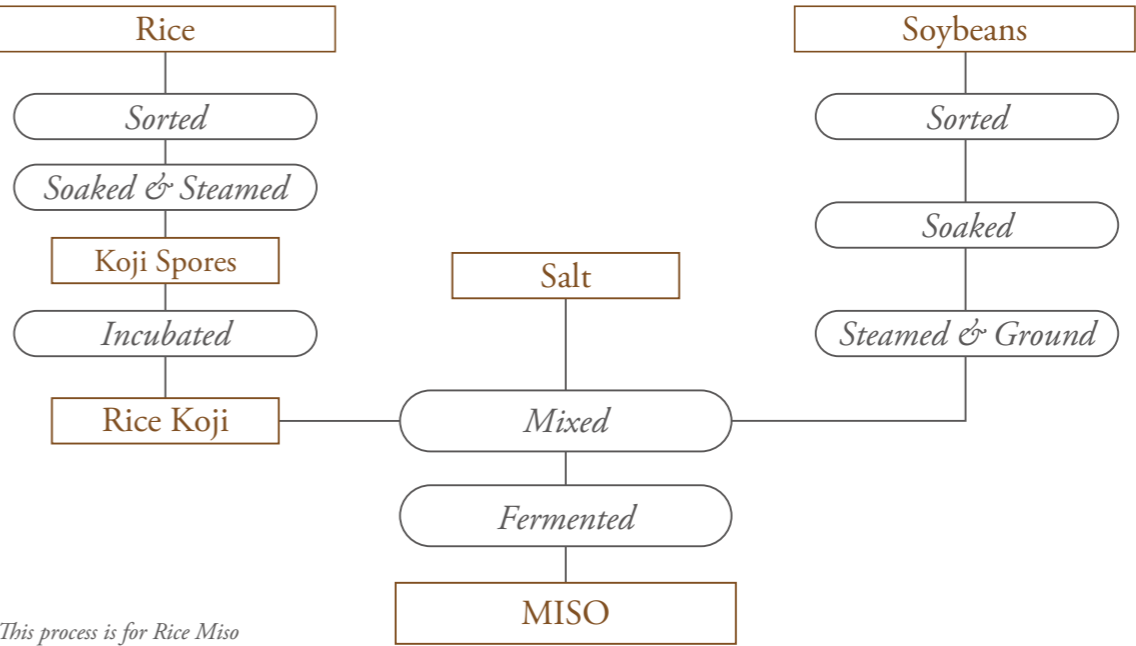 Rice
Soybeans
Sorted
Sorted
Soaked & Steamed
Soaked
Koji Spores
Salt
Incubated
Steamed & Ground
Rice Koji
Mixed
Fermented
MISO
This process is for Rice Miso